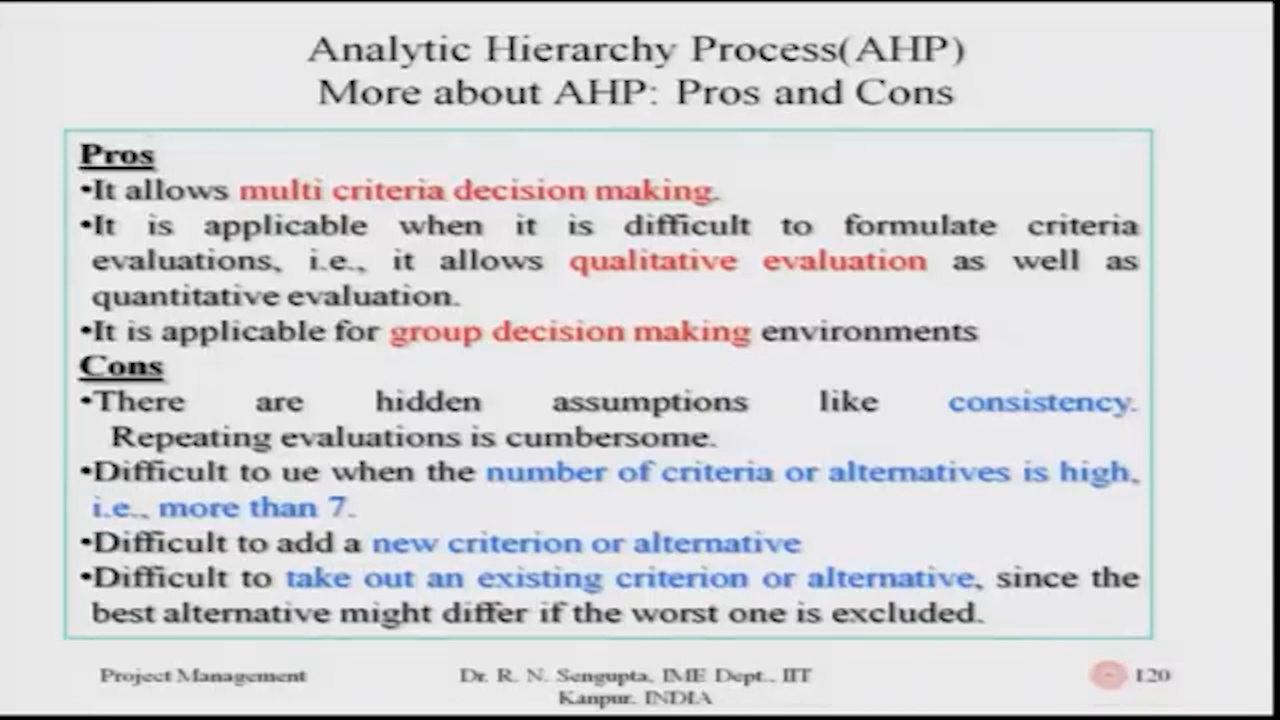 Analytic Hierarchy Process(AHP)
More about AHP: Pros and Cons
Pros
•It allows multi criteria decision making.
•It is applicable when it is difficult to formulate criteria
evaluations, i.e., it allows qualitative evaluation as well as
quantitative evaluation.
•It is applicable for group decision making environments
Cons
•There are hidden assumptions like consistency.
Repeating evaluations is cumbersome.
•Difficult to ue when the number of criteria or alternatives is high,
i.e., more than 7.
•Difficult to add a new criterion or alternative
•Difficult to take out an existing criterion or alternative, since the
best alternative might differ if the worst one is excluded.
Project Management
Dr. R. N. Sengupta, IME Dept., IIT
Kanpur, INDIA
120